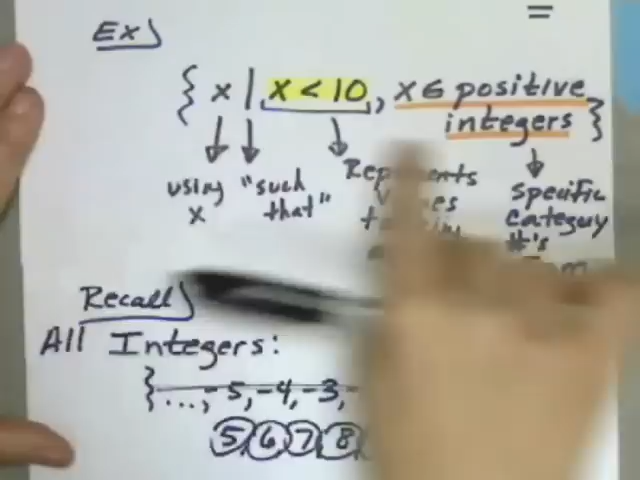 =
Ex)
{ x | x < 10, x ∈ positive
integers }
using "such
x that"
Represents
specific
category
#'s
Recall
All Integers:
{ ..., -5, -4, -3, -
5 6 7 8